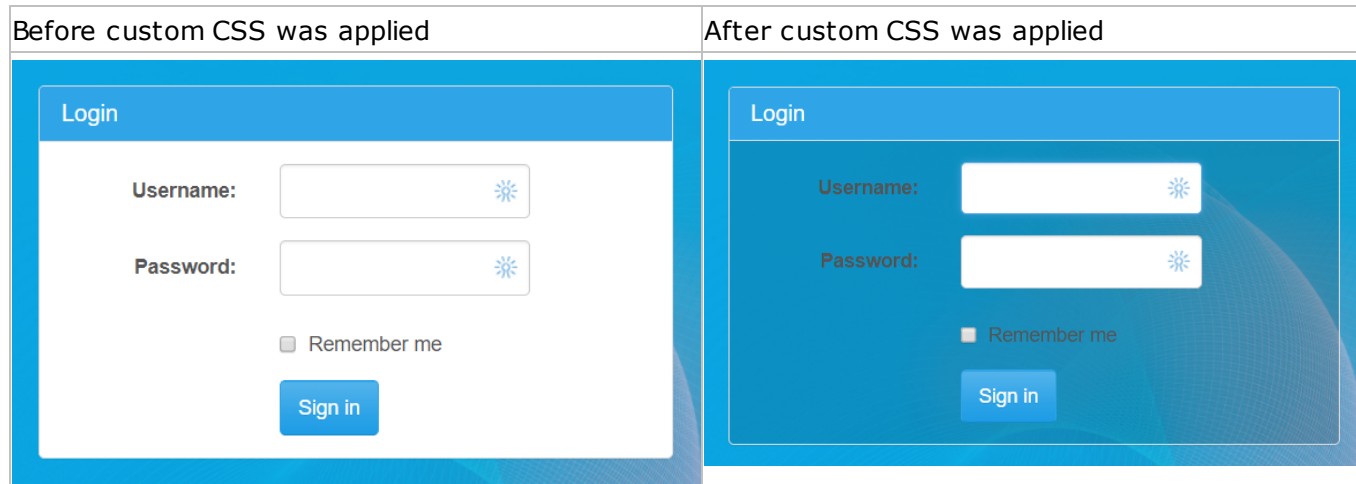 Before custom CSS was applied
After custom CSS was applied
Login
Username:
Password:
Remember me
Sign in
Login
Username:
Password:
Remember me
Sign in